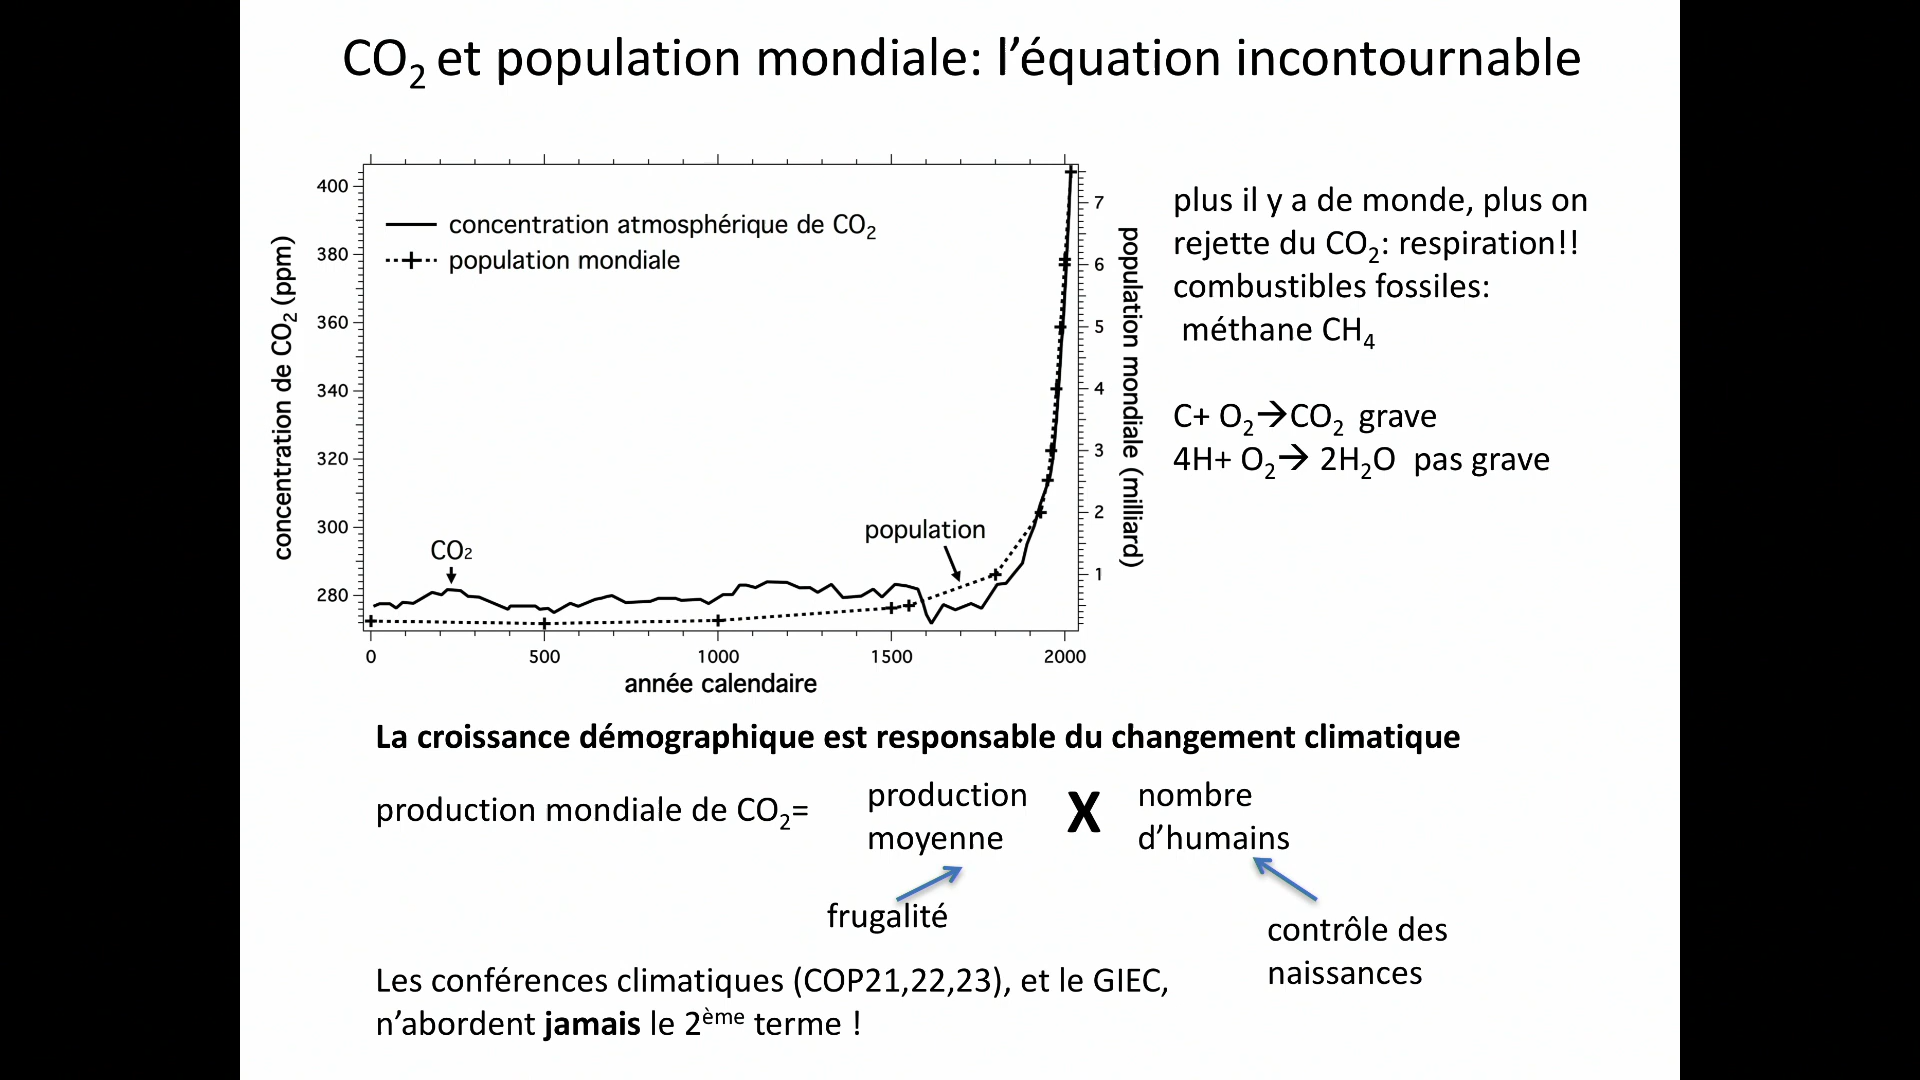 CO₂ et population mondiale: l’équation incontournable
400
380
360
340
320
300
280
concentration de CO₂ (ppm)
concentration atmosphérique de CO₂
population mondiale
CO₂
population
7
6
5
4
3
2
1
population mondiale (milliard)
0 500 1000 1500 2000
année calendaire
plus il y a de monde, plus on
rejette du CO₂: respiration!!
combustibles fossiles:
méthane CH₄
C+ O₂→CO₂ grave
4H+ O₂→ 2H₂O pas grave
La croissance démographique est responsable du changement climatique
production mondiale de CO₂=
production
moyenne
X
nombre
d’humains
frugalité
contrôle des
naissances
Les conférences climatiques (COP21,22,23), et le GIEC,
n’abordent jamais le 2ème terme !